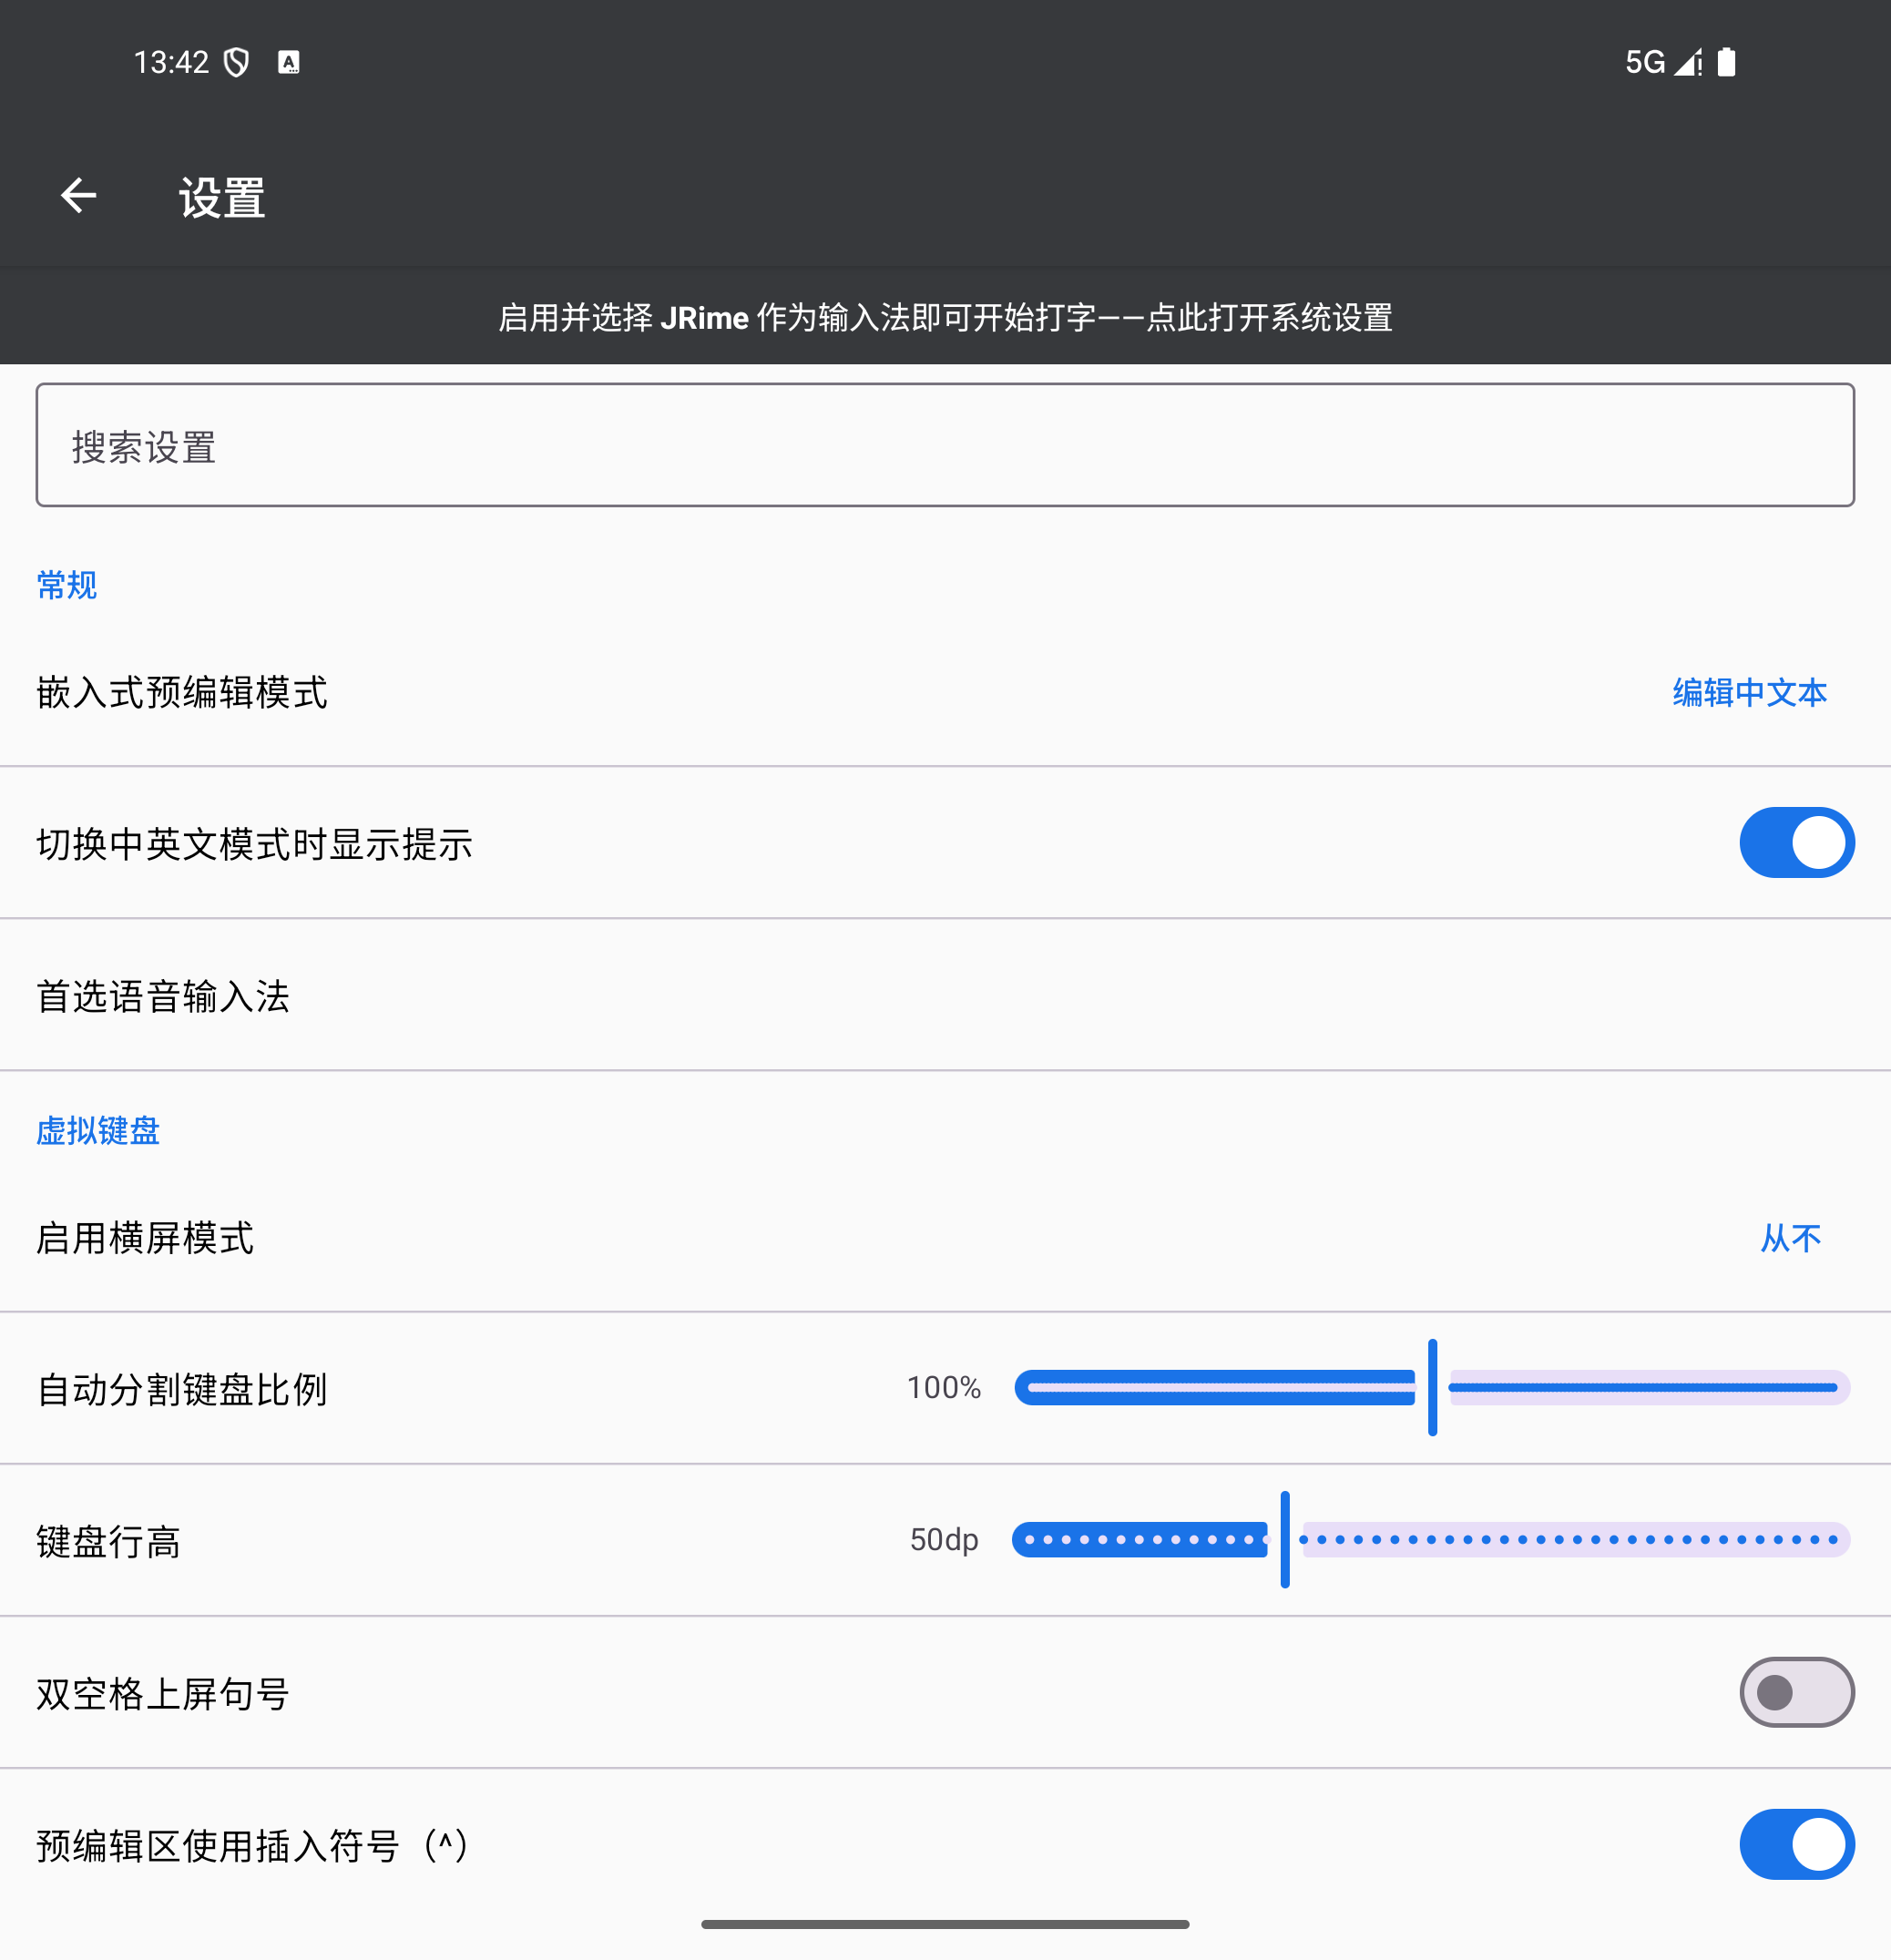 13:42
5G
设置
启用并选择 JRime 作为输入法即可开始打字——点此打开系统设置
搜索设置
常规
嵌入式预编辑模式
编辑中文本
切换中英文模式时显示提示
首选语音输入法
虚拟键盘
启用横屏模式
从不
自动分割键盘比例
100%
键盘行高
50dp
双空格上屏句号
预编辑区使用插入符号（^）